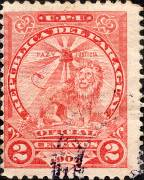 U.P.U.
REPUBLICA DEL PARAGUAY
PAZ Y JUSTICIA
OFICIAL
2 CENTAVOS 2